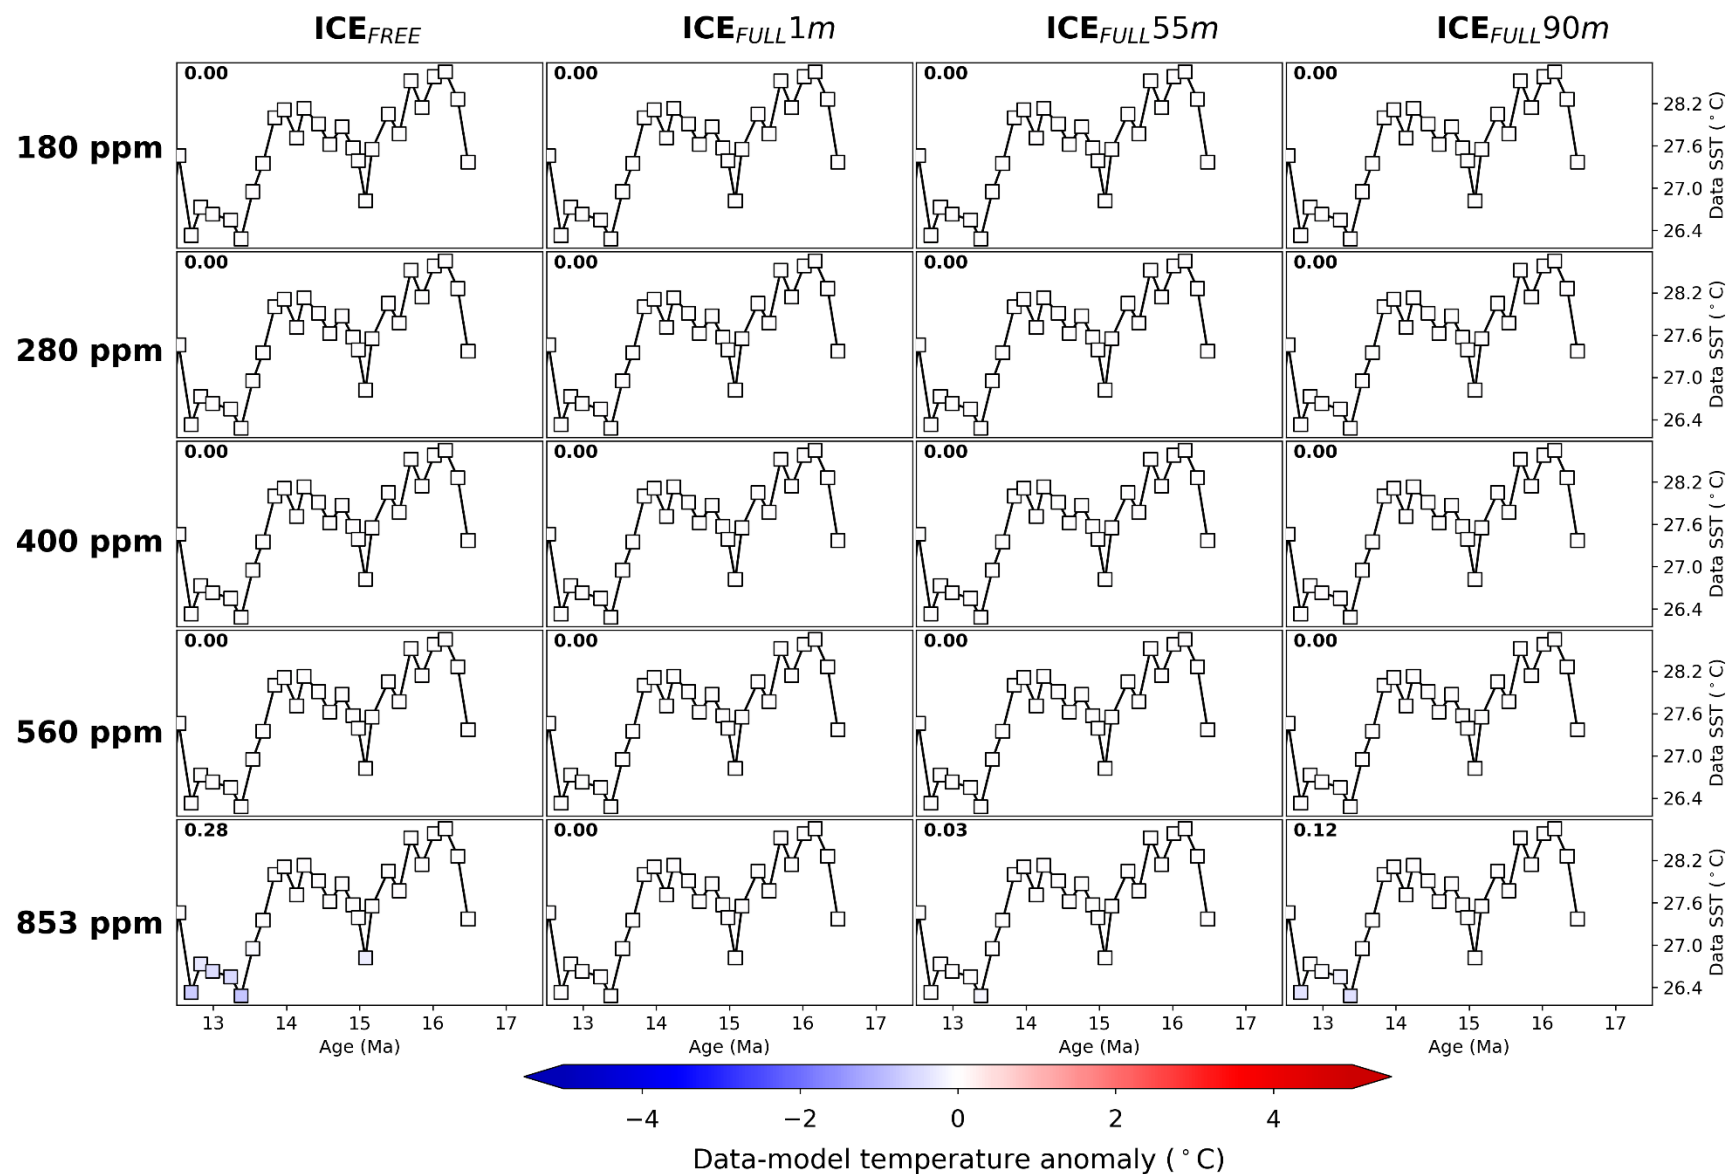 ICE_FREE ICE_FULL1m ICE_FULL55m ICE_FULL90m
180 ppm
0.00 0.00 0.00 0.00
28.2
27.6
27.0
26.4
Data SST (°C)
280 ppm
0.00 0.00 0.00 0.00
28.2
27.6
27.0
26.4
Data SST (°C)
400 ppm
0.00 0.00 0.00 0.00
28.2
27.6
27.0
26.4
Data SST (°C)
560 ppm
0.00 0.00 0.00 0.00
28.2
27.6
27.0
26.4
Data SST (°C)
853 ppm
0.28 0.00 0.03 0.12
28.2
27.6
27.0
26.4
Data SST (°C)
13 14 15 16 17 13 14 15 16 17 13 14 15 16 17 13 14 15 16 17
Age (Ma) Age (Ma) Age (Ma) Age (Ma)
−4 −2 0 2 4
Data-model temperature anomaly (°C)